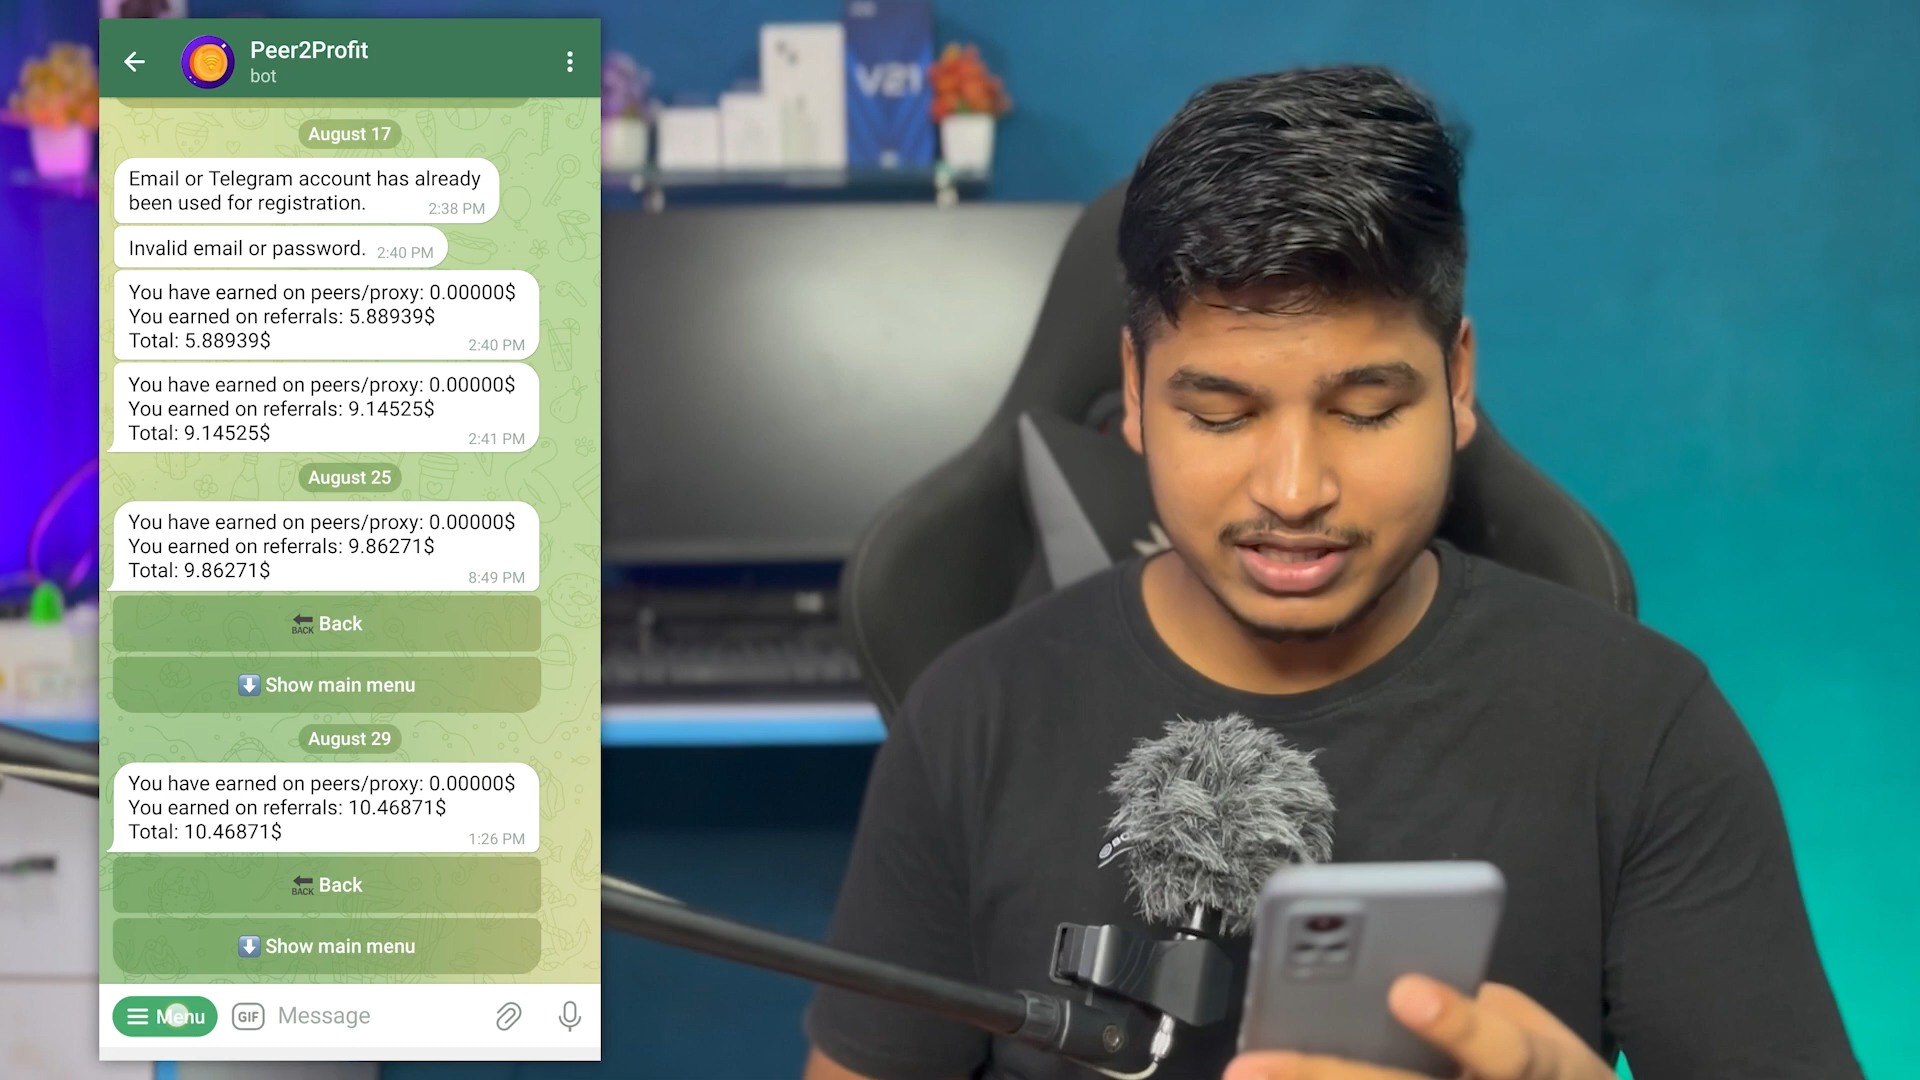 Peer2Profit
bot
August 17
Email or Telegram account has already
been used for registration. 2:38 PM
Invalid email or password. 2:40 PM
You have earned on peers/proxy: 0.00000$
You earned on referrals: 5.88939$
Total: 5.88939$ 2:40 PM
You have earned on peers/proxy: 0.00000$
You earned on referrals: 9.14525$
Total: 9.14525$ 2:41 PM
August 25
You have earned on peers/proxy: 0.00000$
You earned on referrals: 9.86271$
Total: 9.86271$ 8:49 PM
BACK Back
Show main menu
August 29
You have earned on peers/proxy: 0.00000$
You earned on referrals: 10.46871$
Total: 10.46871$ 1:26 PM
BACK Back
Show main menu
Menu GIF Message
V21